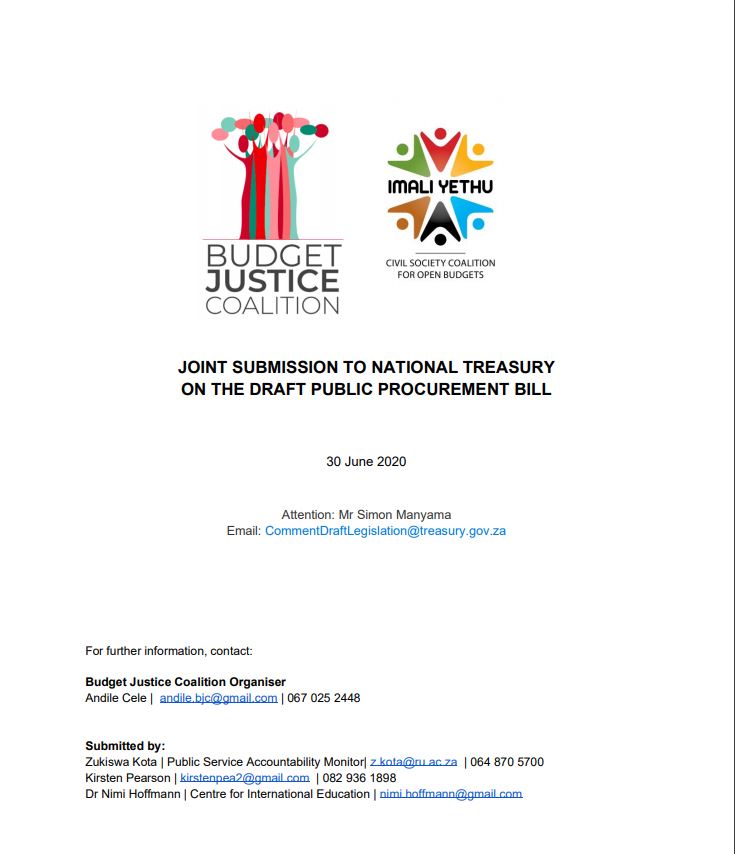 BUDGET
JUSTICE
COALITION
IMALI YETHU
CIVIL SOCIETY COALITION
FOR OPEN BUDGETS
JOINT SUBMISSION TO NATIONAL TREASURY
ON THE DRAFT PUBLIC PROCUREMENT BILL
30 June 2020
Attention: Mr Simon Manyama
Email: CommentDraftLegislation@treasury.gov.za
For further information, contact:
Budget Justice Coalition Organiser
Andile Cele | andile.bjc@gmail.com | 067 025 2448
Submitted by:
Zukiswa Kota | Public Service Accountability Monitor| z.kota@ru.ac.za | 064 870 5700
Kirsten Pearson | kirstenpea2@gmail.com | 082 936 1898
Dr Nimi Hoffmann | Centre for International Education | nimi.hoffmann@gmail.com